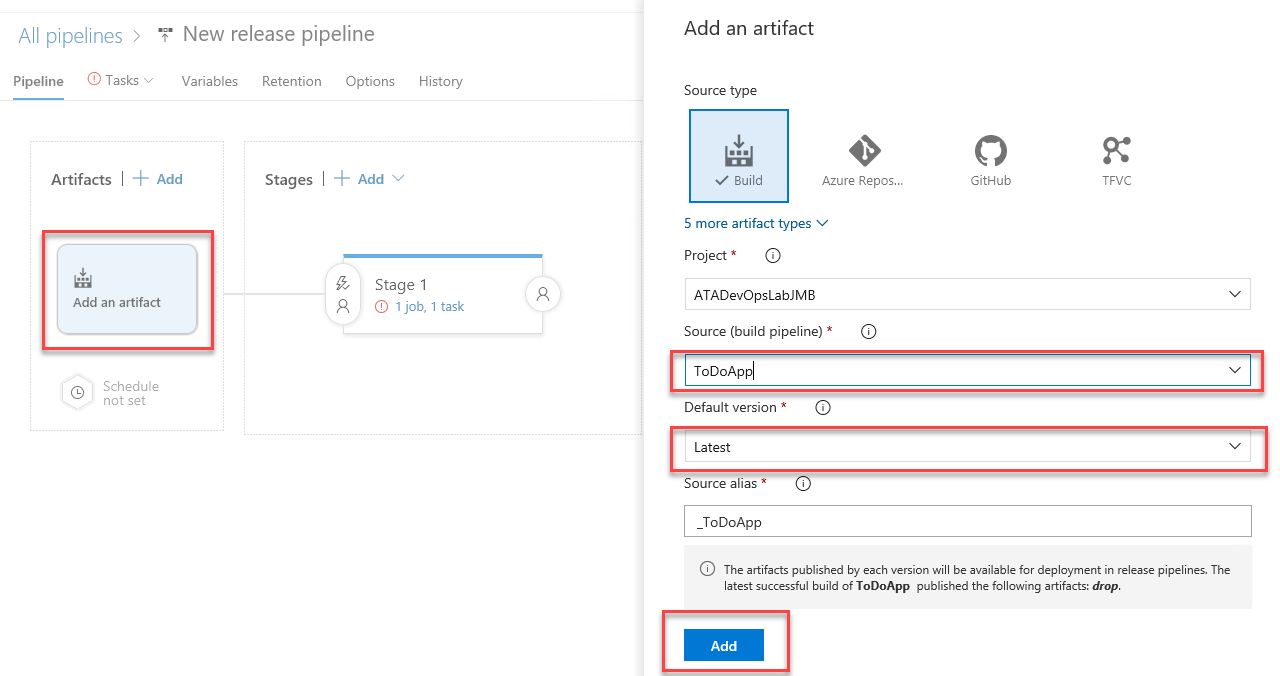 All pipelines > New release pipeline
Pipeline Tasks Variables Retention Options History
Artifacts | + Add
Stages | + Add
Add an artifact
Stage 1
1 job, 1 task
Schedule
not set
Add an artifact
Source type
Build
Azure Repos...
GitHub
TFVC
5 more artifact types
Project *
ATADevOpsLabJMB
Source (build pipeline) *
ToDoApp
Default version *
Latest
Source alias *
_ToDoApp
The artifacts published by each version will be available for deployment in release pipelines. The
latest successful build of ToDoApp published the following artifacts: drop.
Add